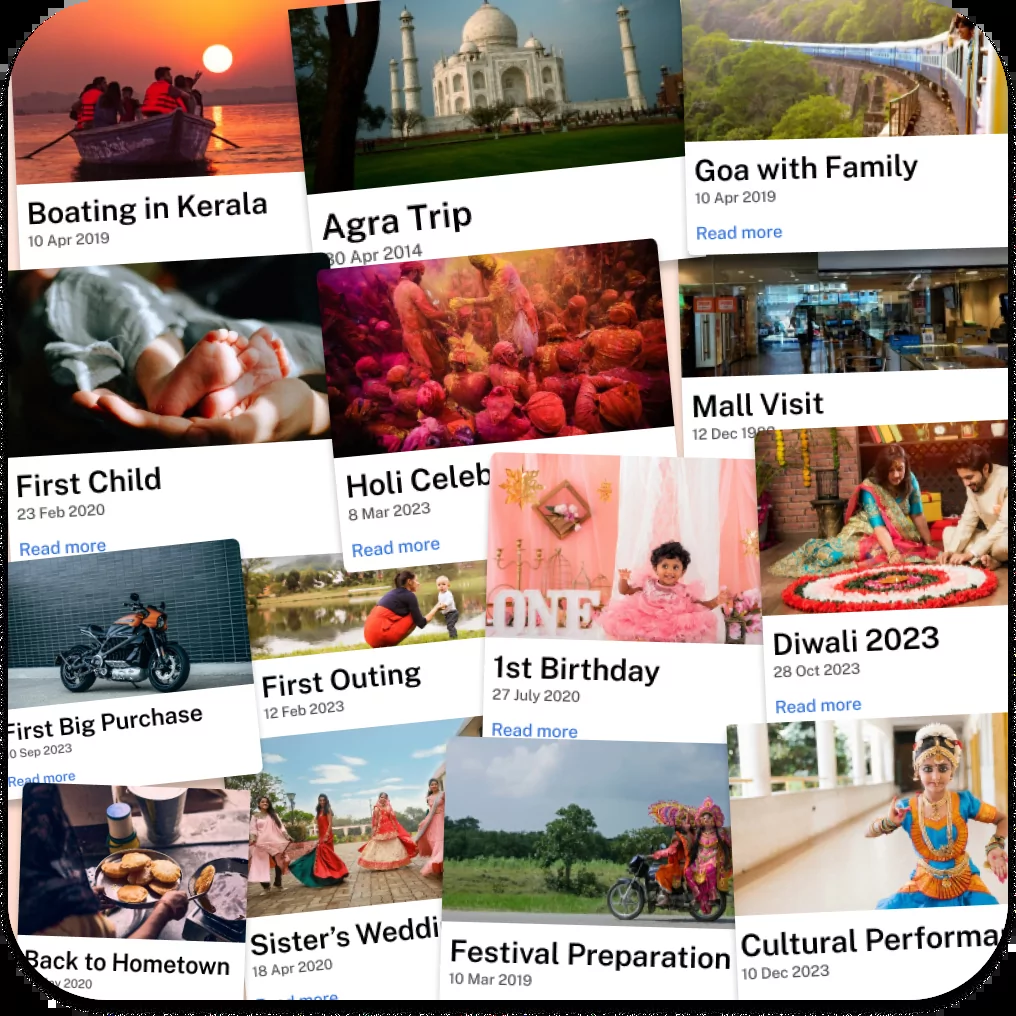 Boating in Kerala
10 Apr 2019
Agra Trip
30 Apr 2014
Goa with Family
10 Apr 2019
Read more
First Child
23 Feb 2020
Read more
Holi Celeb
8 Mar 2023
Read more
Mall Visit
12 Dec
ONE
1st Birthday
27 July 2020
Read more
Diwali 2023
28 Oct 2023
Read more
First Big Purchase
0 Sep 2023
Read more
First Outing
12 Feb 2023
Back to Hometown
2020
Sister's Weddi
18 Apr 2020
Read more
Festival Preparation
10 Mar 2019
Cultural Performa
10 Dec 2023